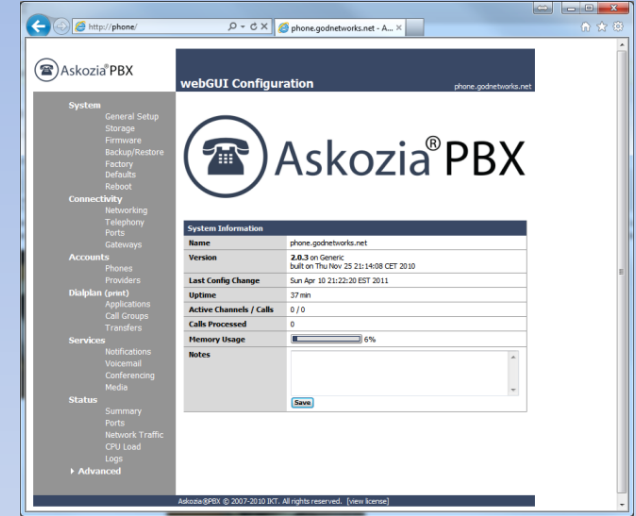 http://phone/
phone.godnetworks.net - A...
Askozia®PBX
webGUI Configuration
phone.godnetworks.net
System
General Setup
Storage
Firmware
Backup/Restore
Factory
Defaults
Reboot
Connectivity
Networking
Telephony
Ports
Gateways
Accounts
Phones
Providers
Dialplan (print)
Applications
Call Groups
Transfers
Services
Notifications
Voicemail
Conferencing
Media
Status
Summary
Ports
Network Traffic
CPU Load
Logs
Advanced
Askozia®PBX
System Information
Name phone.godnetworks.net
Version 2.0.3 on Generic
built on Thu Nov 25 21:14:08 CET 2010
Last Config Change Sun Apr 10 21:22:20 EST 2011
Uptime 37 min
Active Channels / Calls 0 / 0
Calls Processed 0
Memory Usage 6%
Notes
Save
Askozia®PBX © 2007-2010 IKT. All rights reserved. [view license]